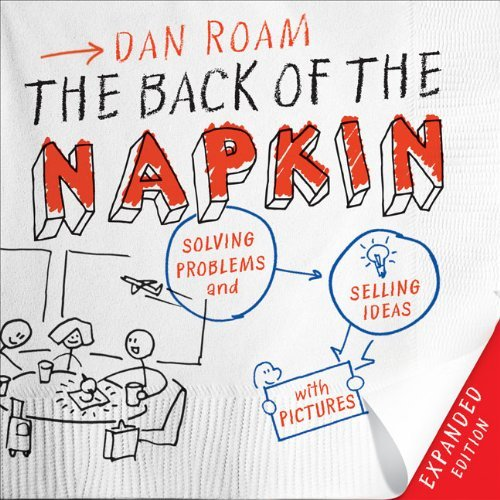 DAN ROAM
THE BACK OF THE
NAPKIN
SOLVING
PROBLEMS
and
SELLING
IDEAS
with
PICTURES
EXPANDED
EDITION